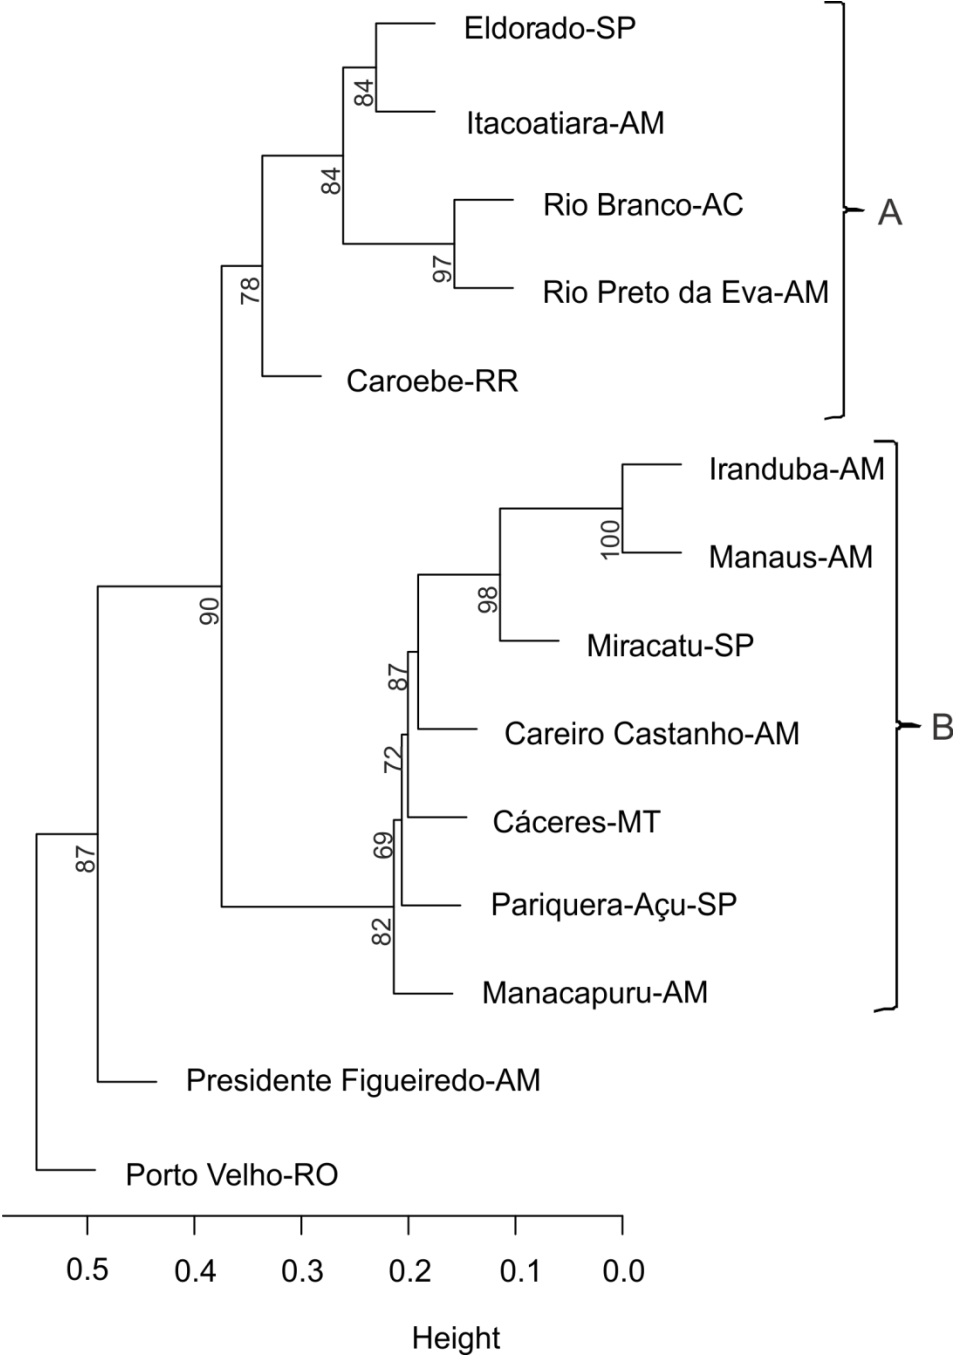 Eldorado-SP
84
Itacoatiara-AM
84
Rio Branco-AC
A
97
Rio Preto da Eva-AM
78
Caroebe-RR
Iranduba-AM
100
Manaus-AM
98
90
Miracatu-SP
87
Careiro Castanho-AM
B
72
Cáceres-MT
69
87
Pariquera-Açu-SP
82
Manacapuru-AM
Presidente Figueiredo-AM
Porto Velho-RO
0.5 0.4 0.3 0.2 0.1 0.0
Height